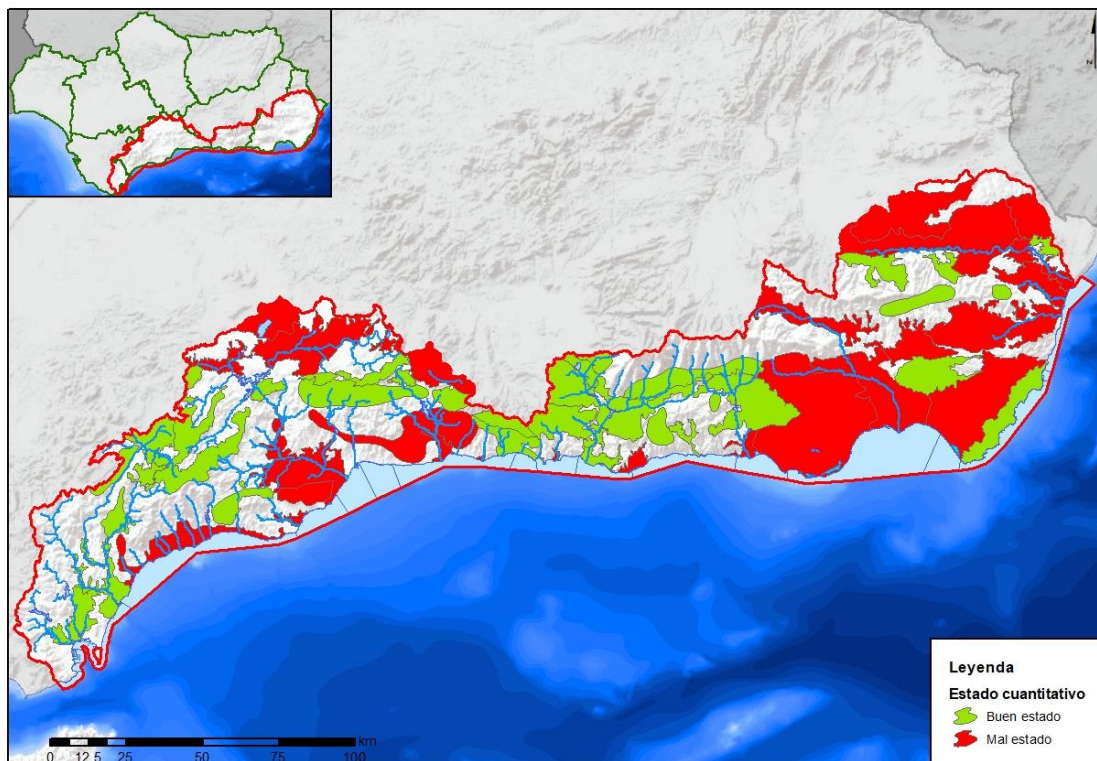 N
Leyenda
Estado cuantitativo
Buen estado
Mal estado
km
0 12,5 25 50 75 100